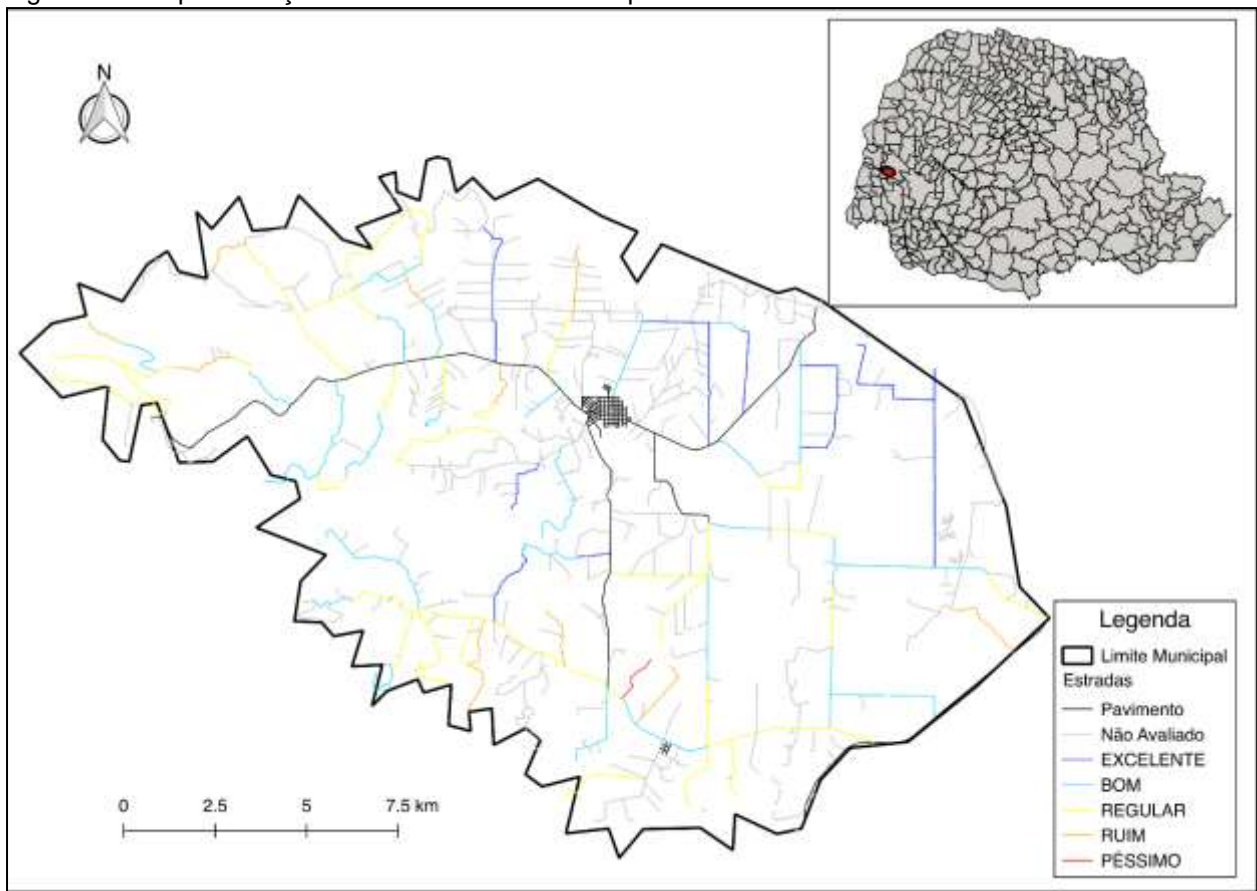 N
Legenda
Limite Municipal
Estradas
Pavimento
Não Avaliado
EXCELENTE
BOM
REGULAR
RUIM
PÉSSIMO
0 2.5 5 7.5 km